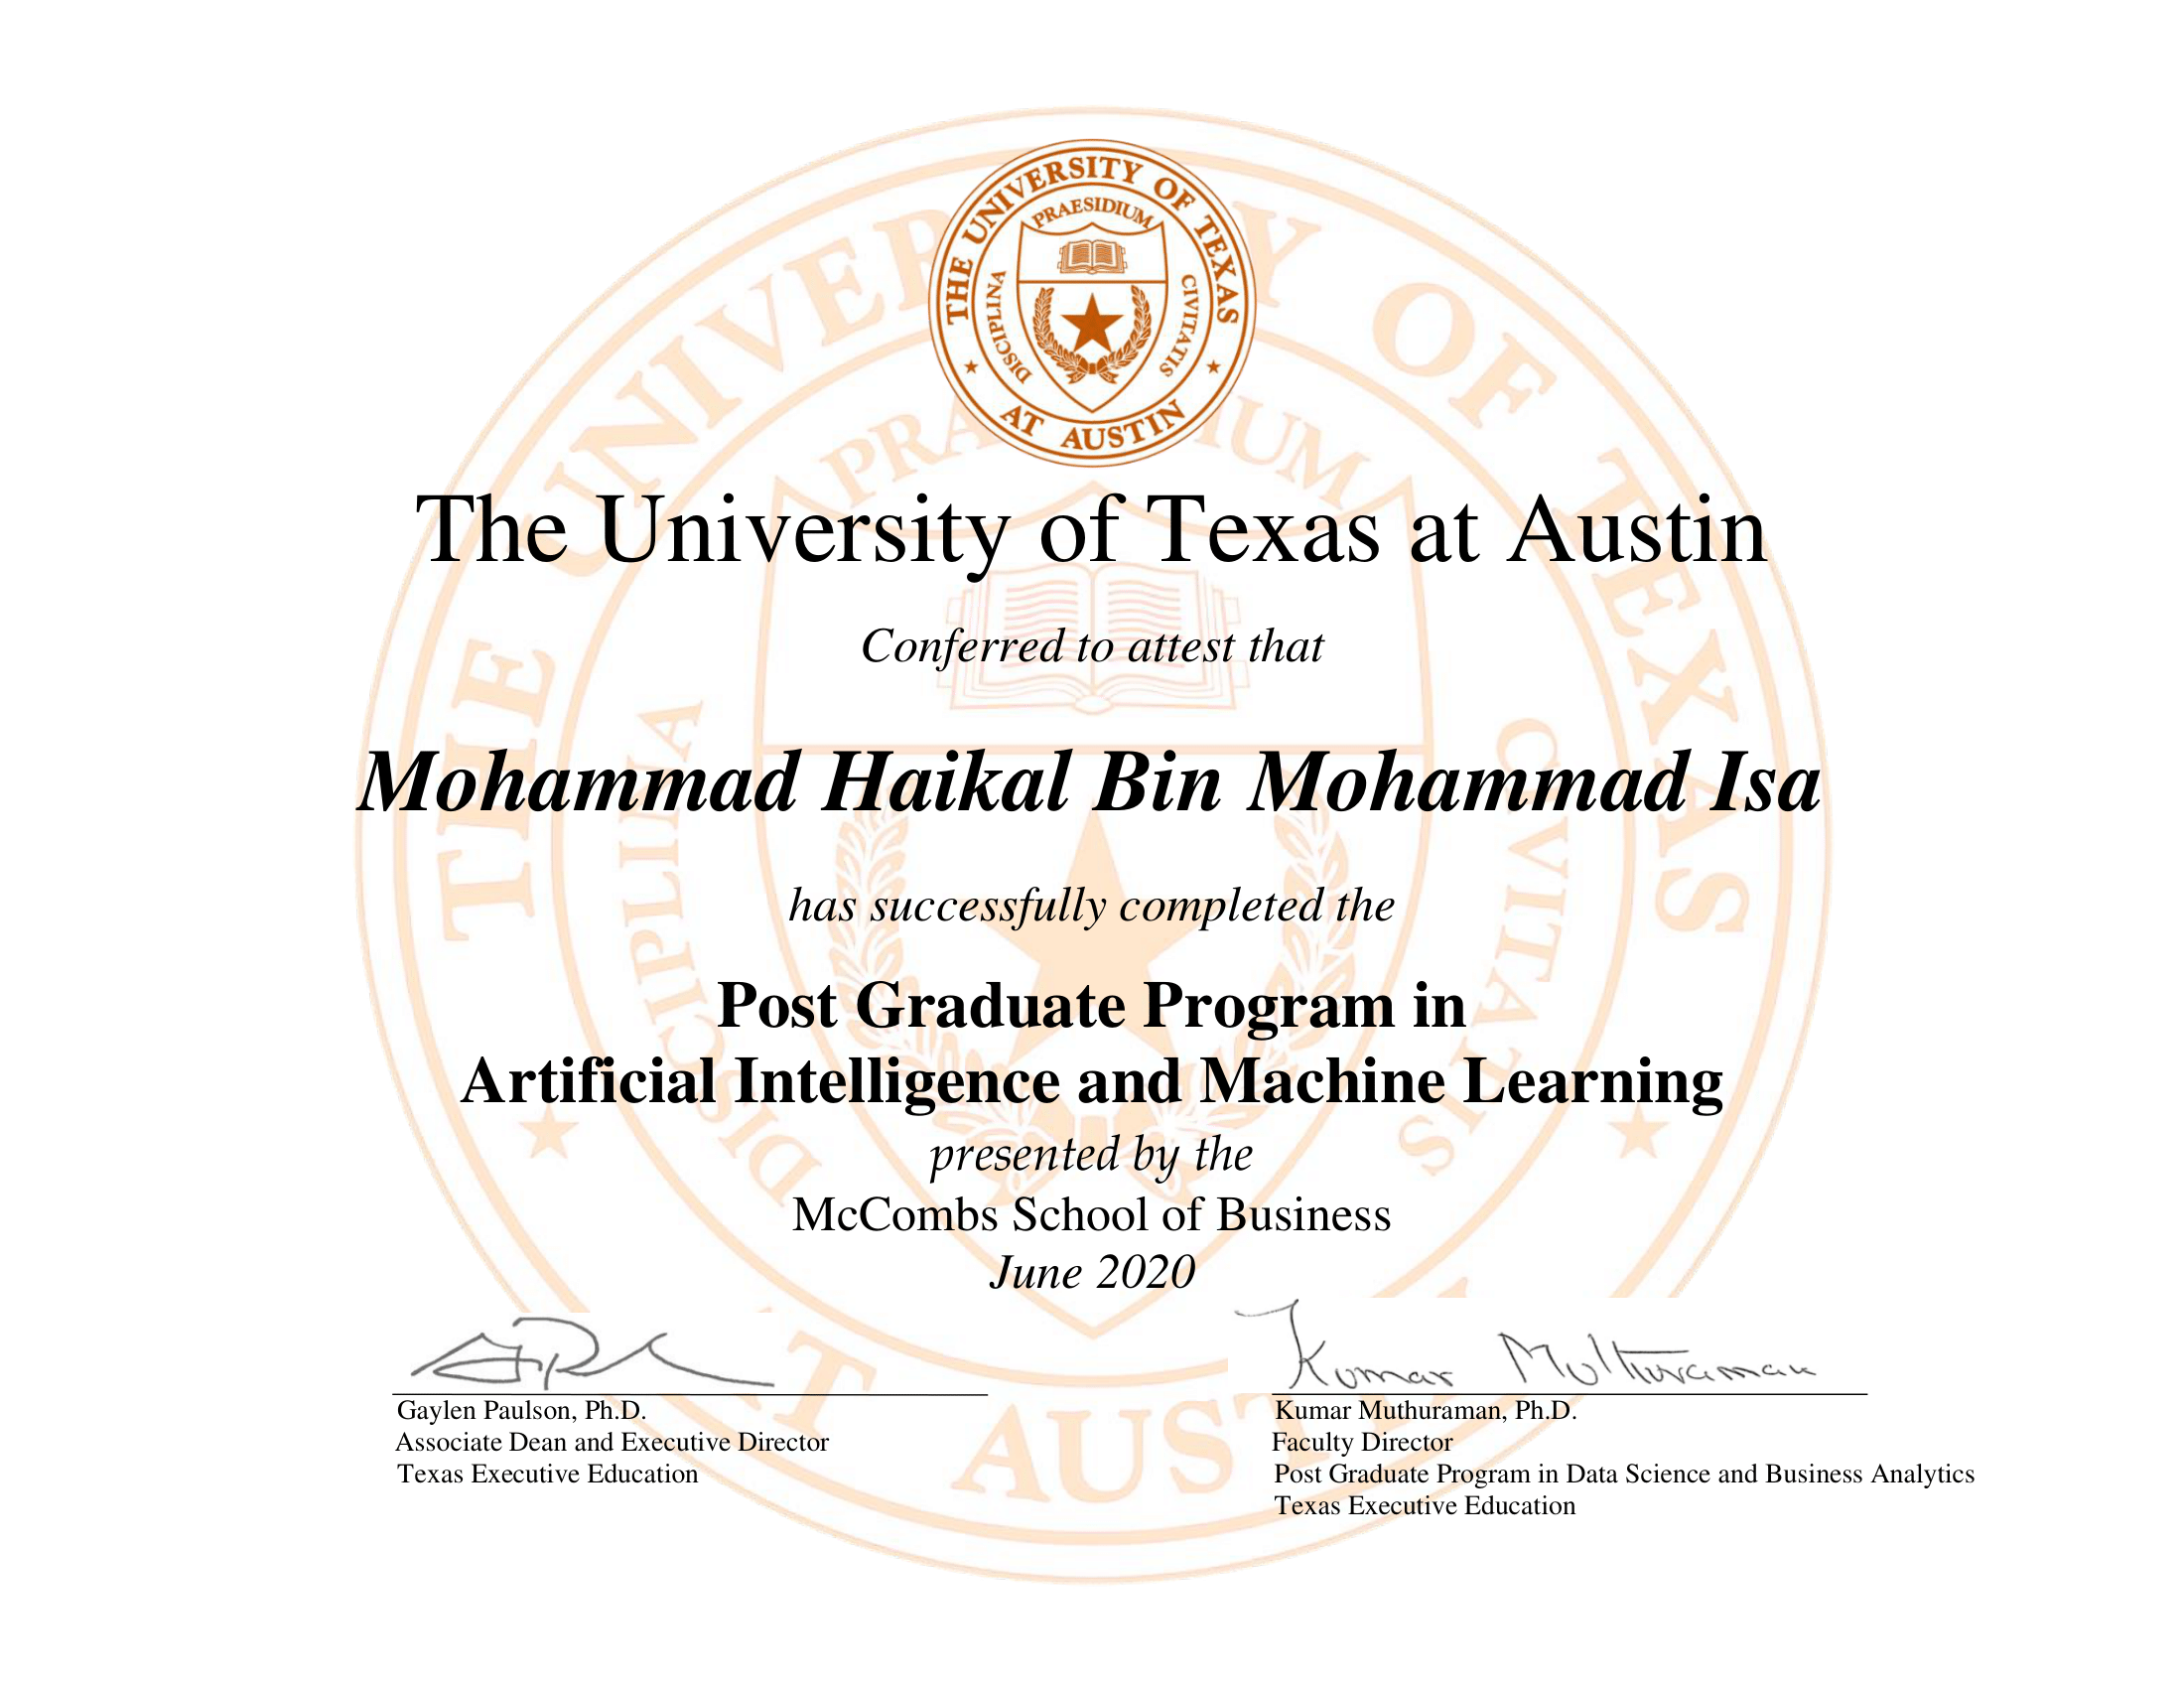 THE UNIVERSITY OF TEXAS
AT AUSTIN
PRAESIDIUM
DISCIPLINA
CIVITATIS
The University of Texas at Austin
Conferred to attest that
Mohammad Haikal Bin Mohammad Isa
has successfully completed the
Post Graduate Program in
Artificial Intelligence and Machine Learning
presented by the
McCombs School of Business
June 2020
Kumar Muthuraman
Gaylen Paulson, Ph.D.
Associate Dean and Executive Director
Texas Executive Education
Kumar Muthuraman, Ph.D.
Faculty Director
Post Graduate Program in Data Science and Business Analytics
Texas Executive Education